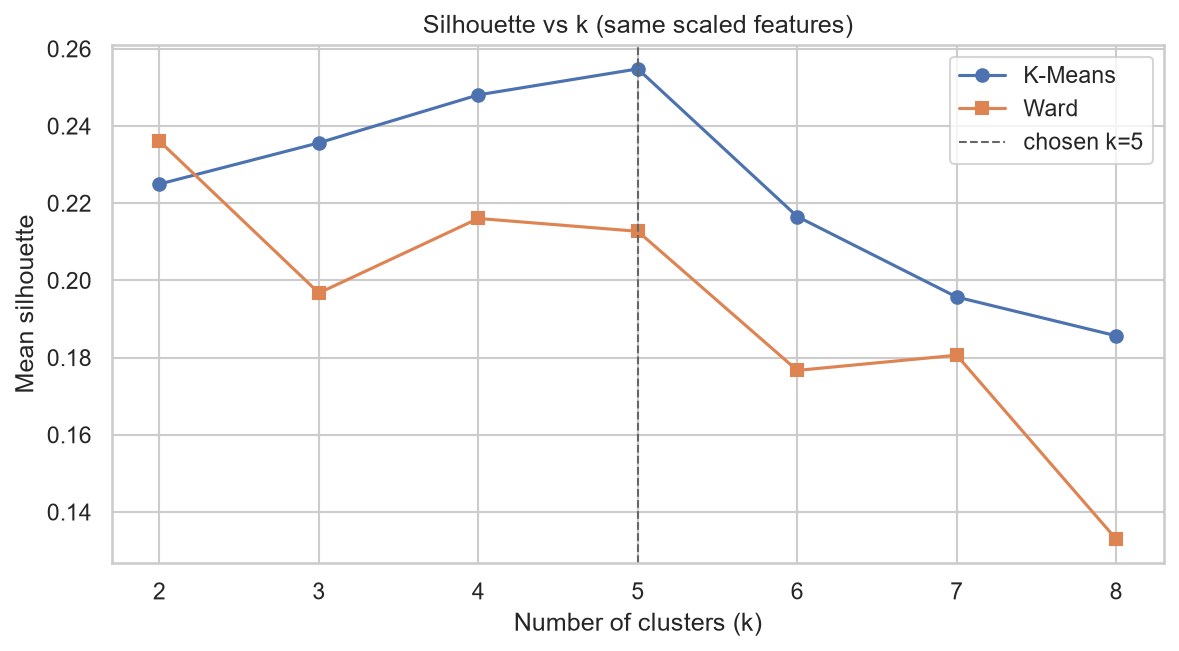 Silhouette vs k (same scaled features)
0.26
0.24
0.22
0.20
0.18
0.16
0.14
Mean silhouette
K-Means
Ward
chosen k=5
2 3 4 5 6 7 8
Number of clusters (k)